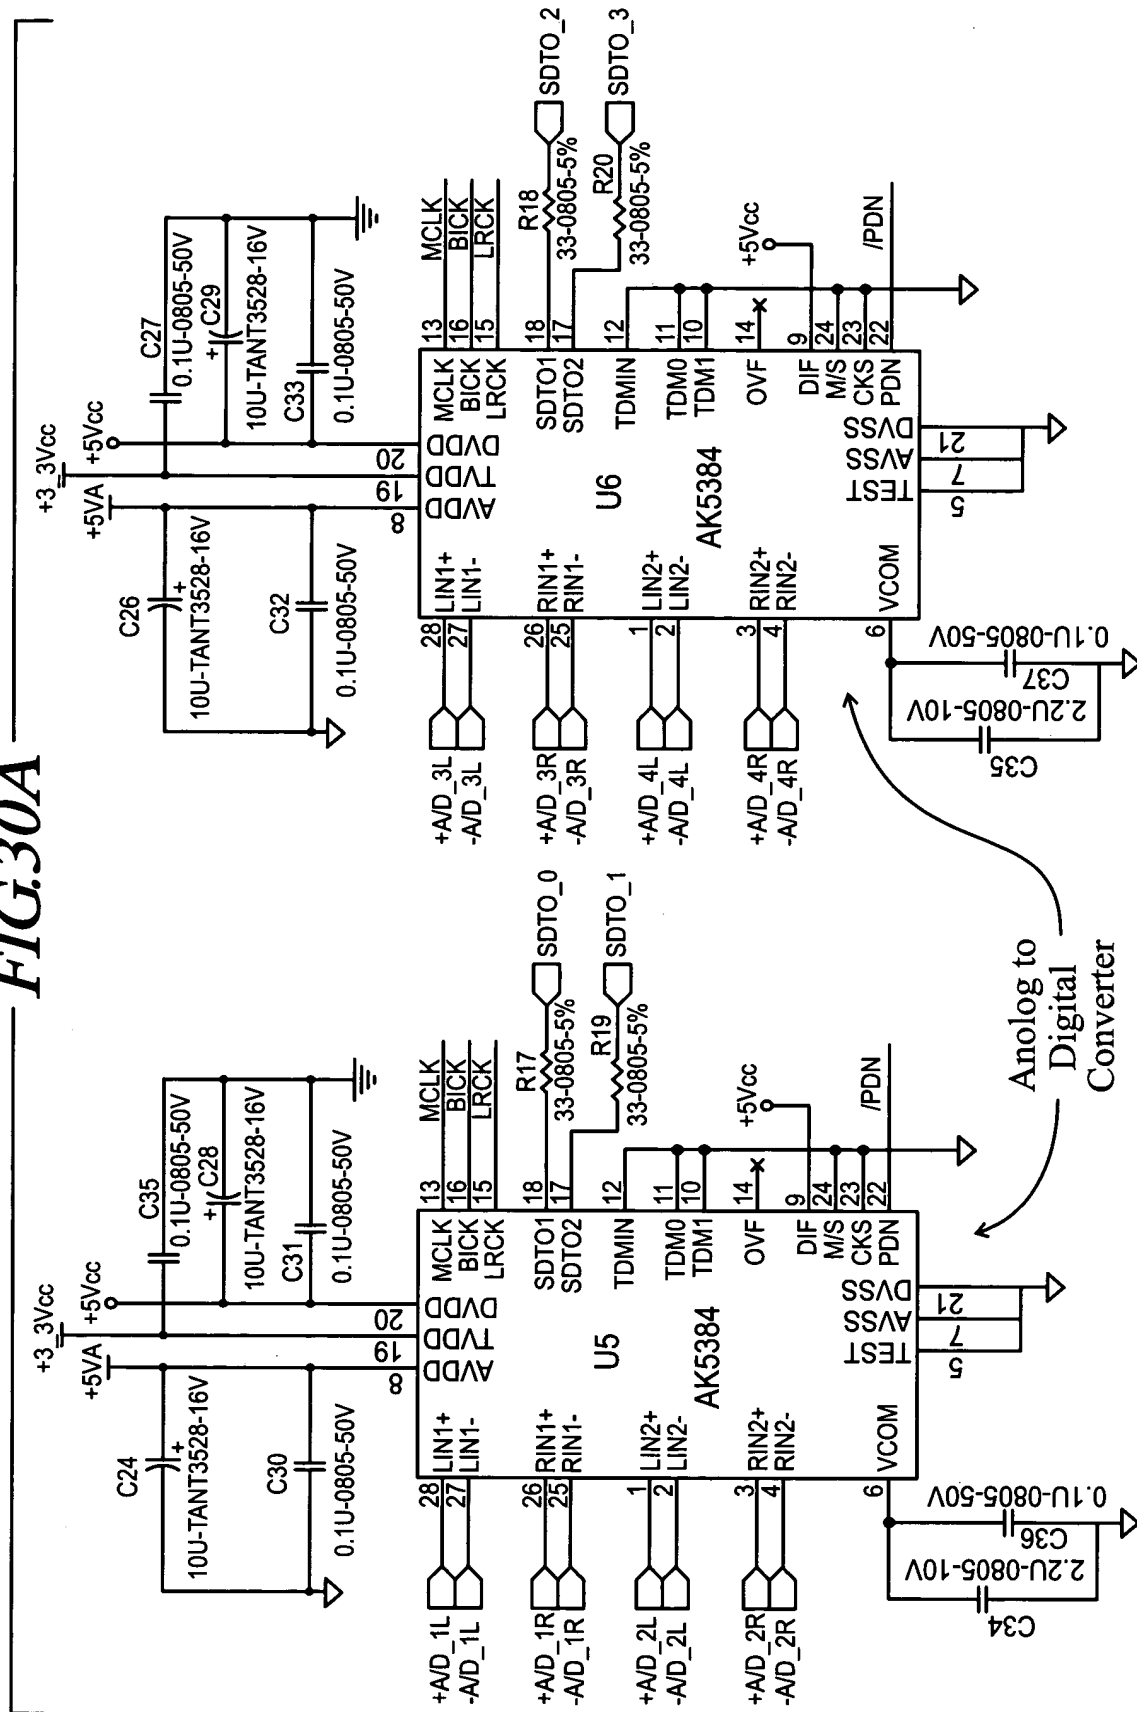 FIG.30A
+3_3Vcc
+5VA
+5Vcc
C24
10U-TANT3528-16V
+
C30
0.1U-0805-50V
C35
0.1U-0805-50V
+
C28
10U-TANT3528-16V
C31
0.1U-0805-50V
8
19
20
AVDD
TVDD
DVDD
+A/D_1L
-A/D_1L
28
27
LIN1+
LIN1-
+A/D_1R
-A/D_1R
26
25
RIN1+
RIN1-
+A/D_2L
-A/D_2L
1
2
LIN2+
LIN2-
+A/D_2R
-A/D_2R
3
4
RIN2+
RIN2-
6
VCOM
U5
AK5384
MCLK
BICK
LRCK
13
16
15
MCLK
BICK
LRCK
SDTO1
SDTO2
18
17
R17
33-0805-5%
SDTO_0
R19
33-0805-5%
SDTO_1
TDMIN
12
TDM0
TDM1
11
10
OVF
14
DIF
M/S
CKS
PDN
9
24
23
22
+5Vcc
/PDN
TEST
AVSS
DVSS
5
7
21
C34
2.2U-0805-10V
C36
0.1U-0805-50V
Anolog to
Digital
Converter
+3_3Vcc
+5VA
+5Vcc
C26
10U-TANT3528-16V
+
C32
0.1U-0805-50V
C27
0.1U-0805-50V
+
C29
10U-TANT3528-16V
C33
0.1U-0805-50V
8
19
20
AVDD
TVDD
DVDD
+A/D_3L
-A/D_3L
28
27
LIN1+
LIN1-
+A/D_3R
-A/D_3R
26
25
RIN1+
RIN1-
+A/D_4L
-A/D_4L
1
2
LIN2+
LIN2-
+A/D_4R
-A/D_4R
3
4
RIN2+
RIN2-
6
VCOM
U6
AK5384
MCLK
BICK
LRCK
13
16
15
MCLK
BICK
LRCK
SDTO1
SDTO2
18
17
R18
33-0805-5%
SDTO_2
R20
33-0805-5%
SDTO_3
TDMIN
12
TDM0
TDM1
11
10
OVF
14
DIF
M/S
CKS
PDN
9
24
23
22
+5Vcc
/PDN
TEST
AVSS
DVSS
5
7
21
C35
2.2U-0805-10V
C37
0.1U-0805-50V